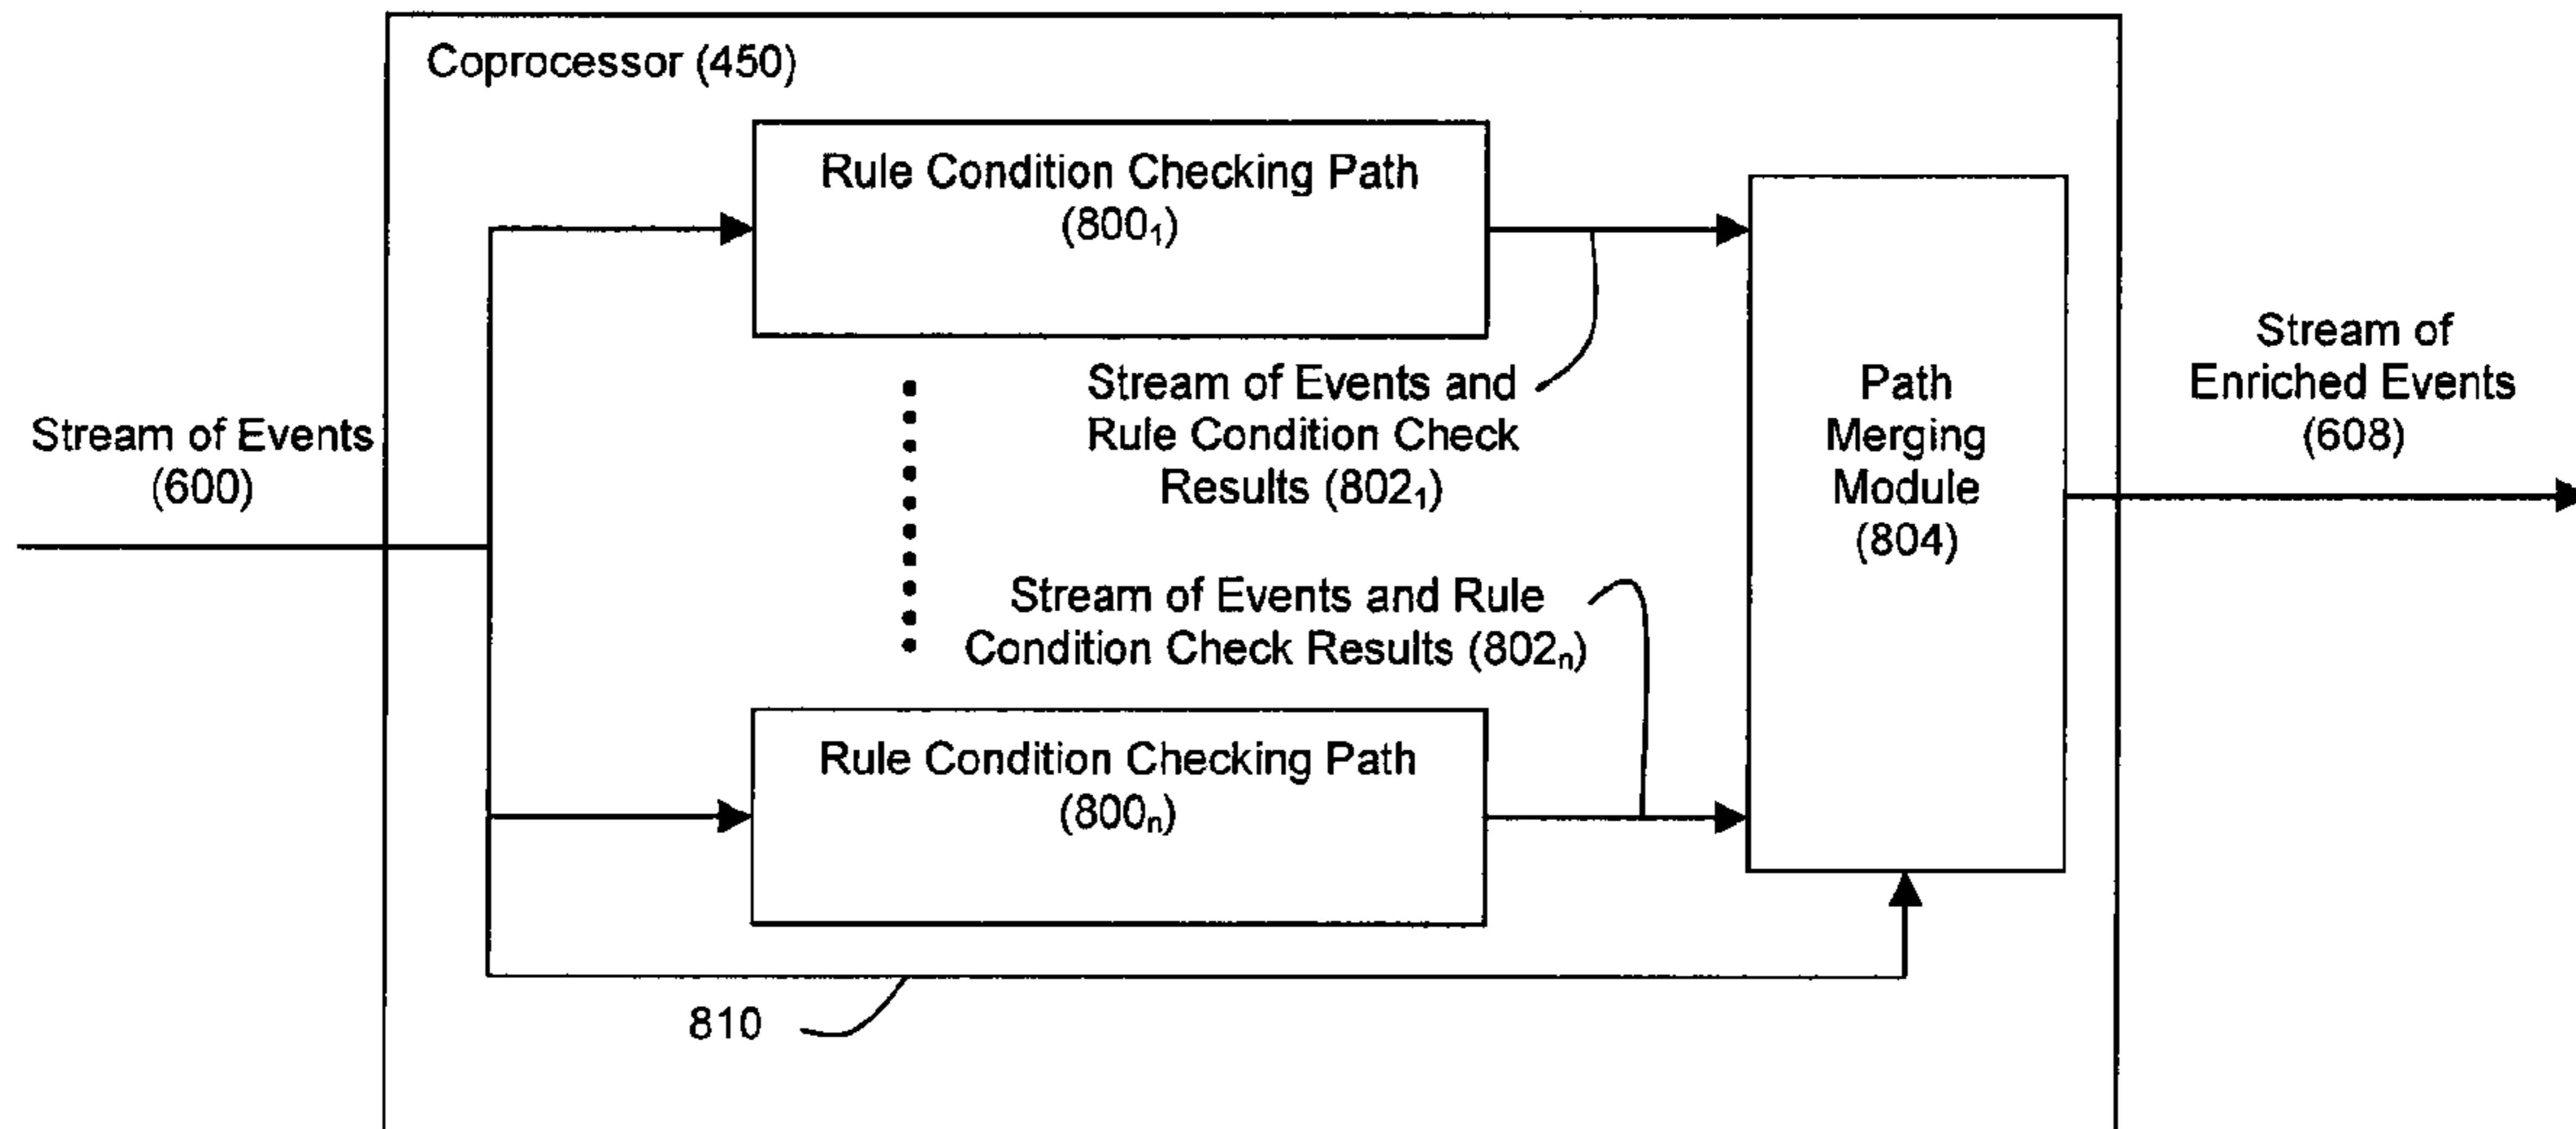 Coprocessor (450)
Rule Condition Checking Path
(800₁)
Stream of Events
(600)
Stream of Events and
Rule Condition Check
Results (802₁)
Path
Merging
Module
(804)
Stream of
Enriched Events
(608)
Stream of Events and Rule
Condition Check Results (802ₙ)
Rule Condition Checking Path
(800ₙ)
810